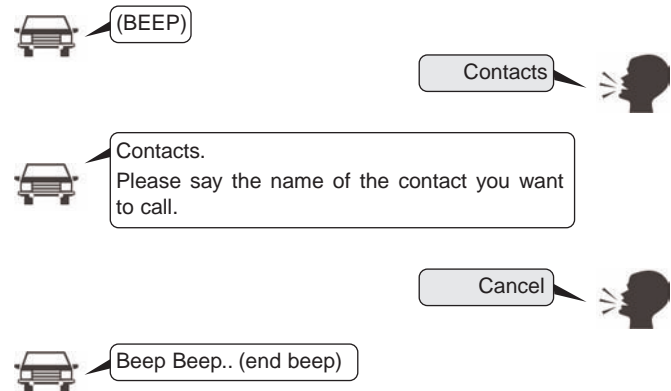 (BEEP)
Contacts
Contacts.
Please say the name of the contact you want
to call.
Cancel
Beep Beep.. (end beep)